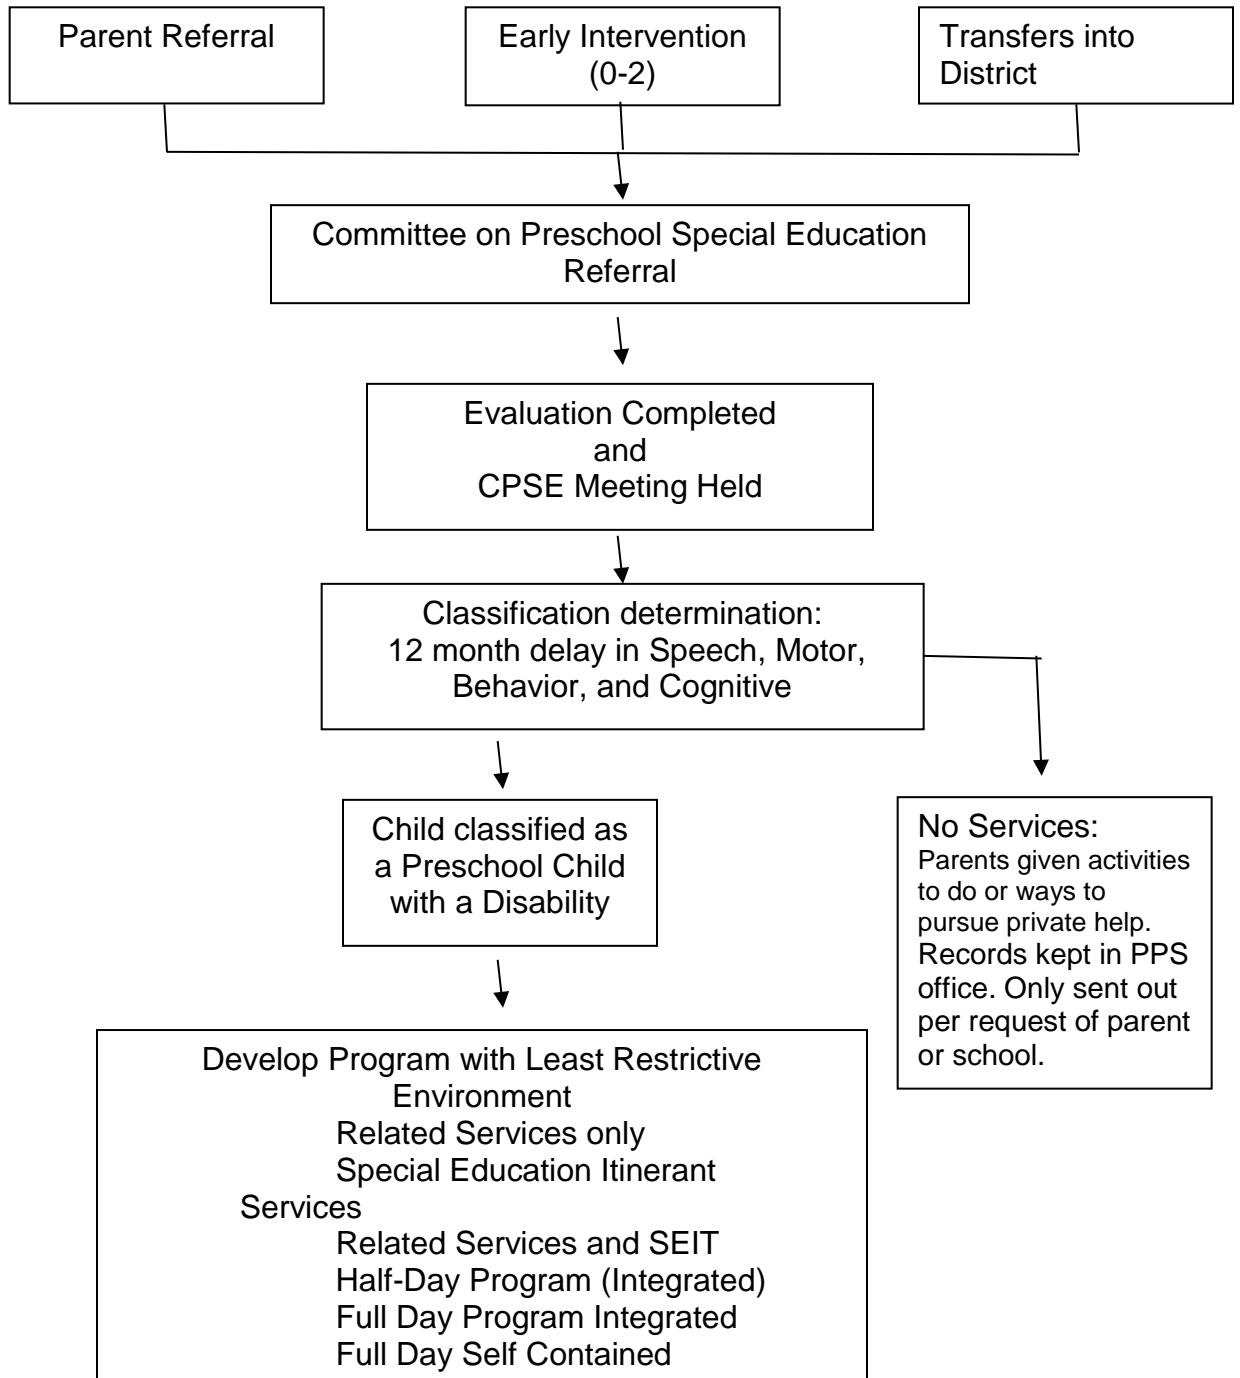 Parent Referral
Early Intervention
(0-2)
Transfers into
District
Committee on Preschool Special Education
Referral
Evaluation Completed
and
CPSE Meeting Held
Classification determination:
12 month delay in Speech, Motor,
Behavior, and Cognitive
Child classified as
a Preschool Child
with a Disability
No Services:
Parents given activities
to do or ways to
pursue private help.
Records kept in PPS
office. Only sent out
per request of parent
or school.
Develop Program with Least Restrictive
Environment
Related Services only
Special Education Itinerant
Services
Related Services and SEIT
Half-Day Program (Integrated)
Full Day Program Integrated
Full Day Self Contained